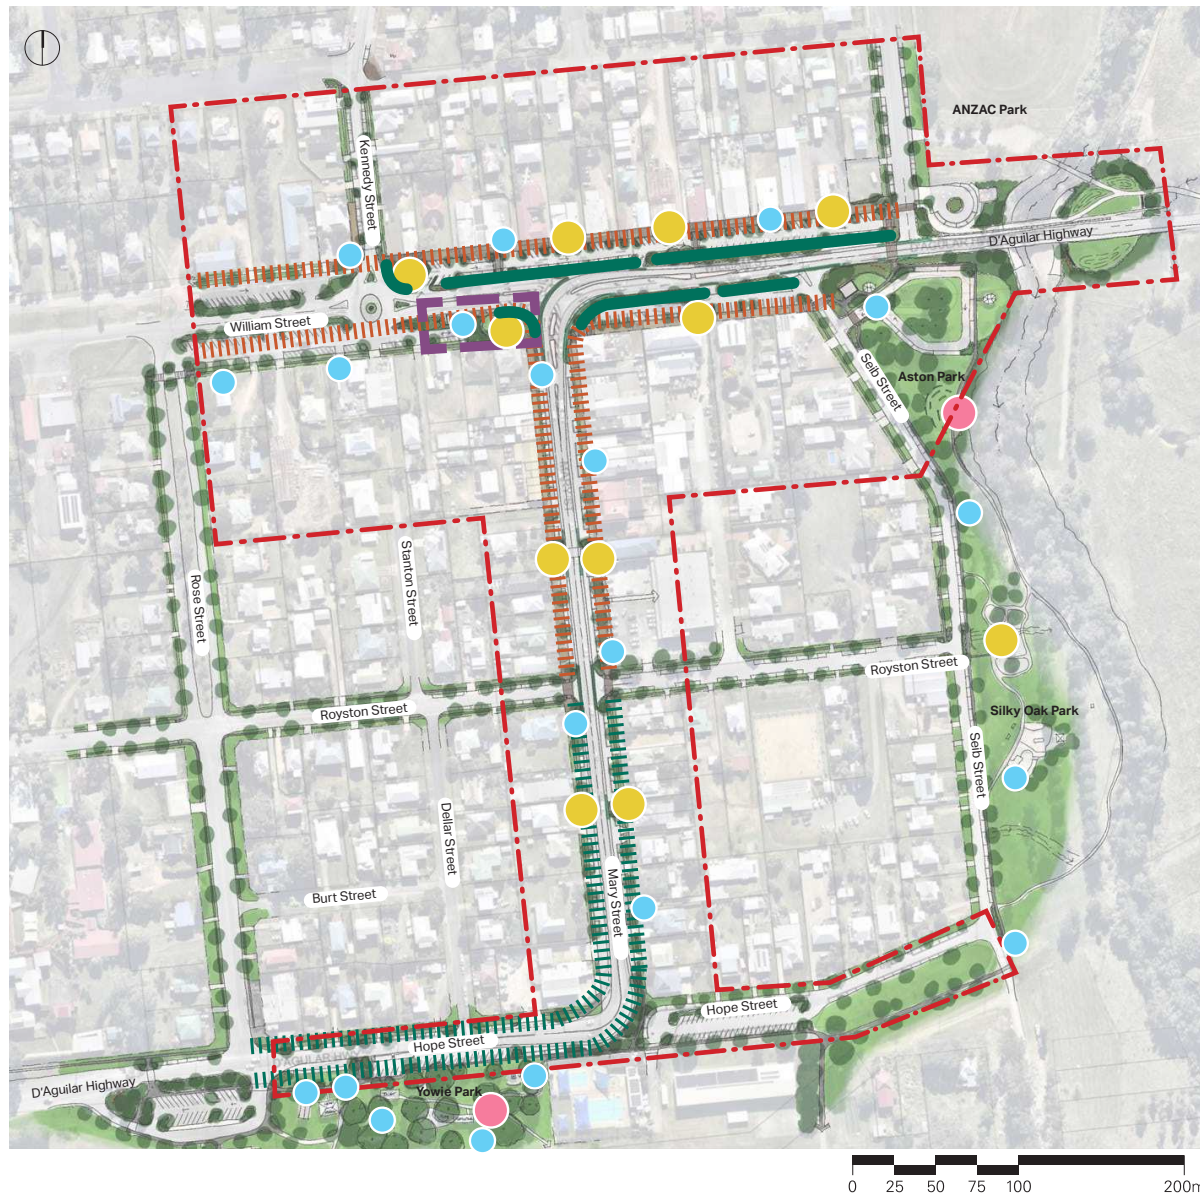 ANZAC Park
Kennedy Street
D'Aguilar Highway
William Street
Seib Street
Aston Park
Stanton Street
Rose Street
Royston Street
Royston Street
Silky Oak Park
Seib Street
Dellar Street
Mary Street
Burt Street
Hope Street
Hope Street
D'Aguilar Highway
Yowie Park
0 25 50 75 100 200m